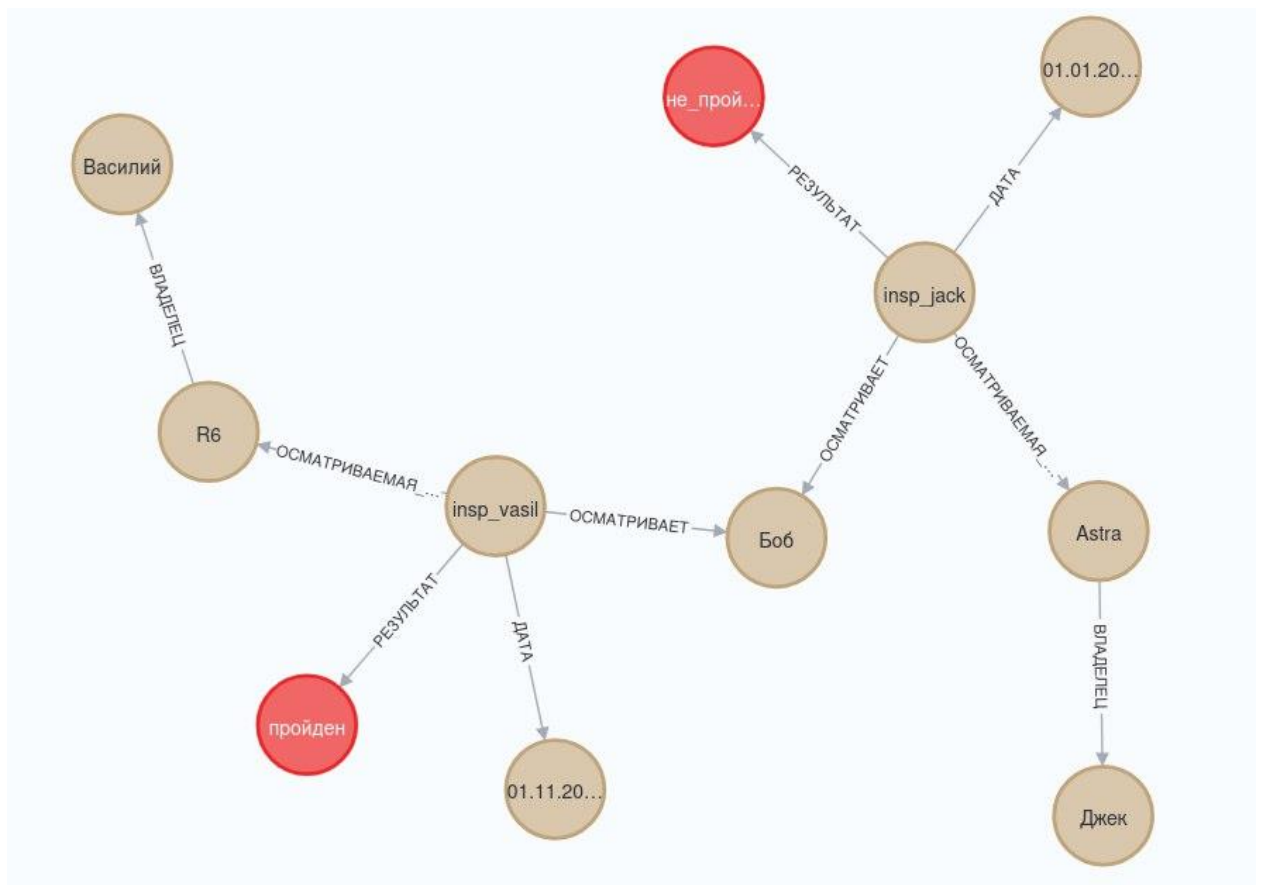 01.01.20...
не_прой...
РЕЗУЛЬТАТ
ДАТА
Василий
ВЛАДЕЛЕЦ
insp_jack
ОСМАТРИВАЕТ
ОСМАТРИВАЕМАЯ_...
R6
ОСМАТРИВАЕМАЯ_...
insp_vasil
ОСМАТРИВАЕТ
Боб
Astra
РЕЗУЛЬТАТ
ДАТА
ВЛАДЕЛЕЦ
пройден
01.11.20...
Джек